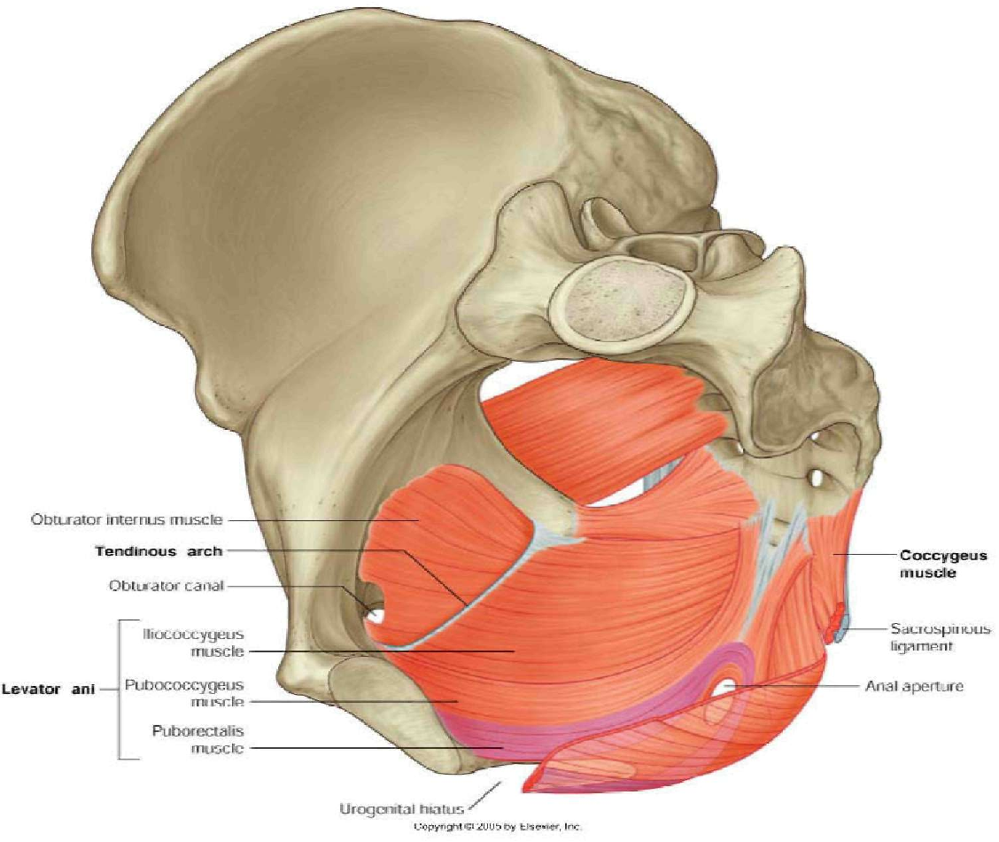 Obturator internus muscle
Tendinous arch
Obturator canal
Iliococcygeus
muscle
Levator ani
Pubococcygeus
muscle
Puborectalis
muscle
Urogenital hiatus
Coccygeus
muscle
Sacrospinous
ligament
Anal aperture
Copyright © 2005 by Elsevier, Inc.